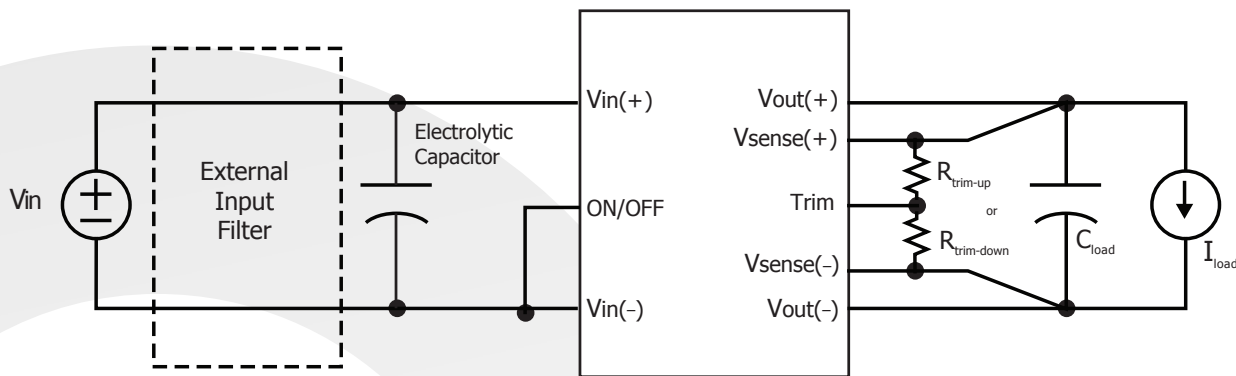 Vin
External
Input
Filter
Electrolytic
Capacitor
Vin(+)
ON/OFF
Vin(−)
Vout(+)
Vsense(+)
Trim
Vsense(−)
Vout(−)
Rtrim-up
or
Rtrim-down
Cload
Iload